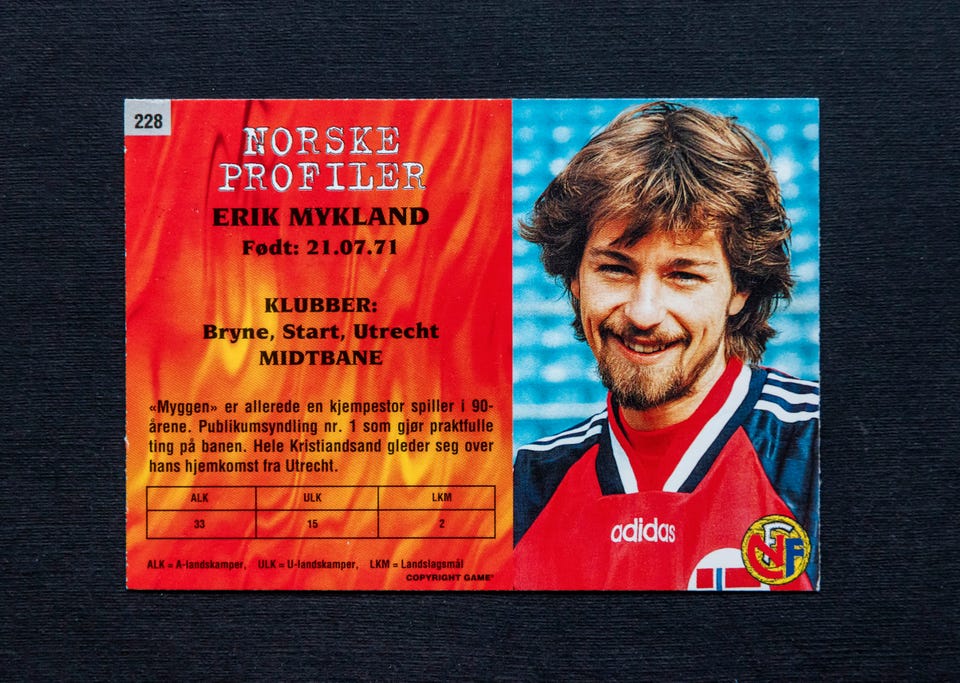 228
NORSKE
PROFILER
ERIK MYKLAND
Født: 21.07.71
KLUBBER:
Bryne, Start, Utrecht
MIDTBANE
«Myggen» er allerede en kjempestor spiller i 90-
årene. Publikumsyndling nr. 1 som gjør praktfulle
ting på banen. Hele Kristiandsand gleder seg over
hans hjemkomst fra Utrecht.
ALK ULK LKM
33 15 2
ALK = A-landskamper, ULK = U-landskamper, LKM = Landslagsmål
COPYRIGHT GAME®
adidas
NFF